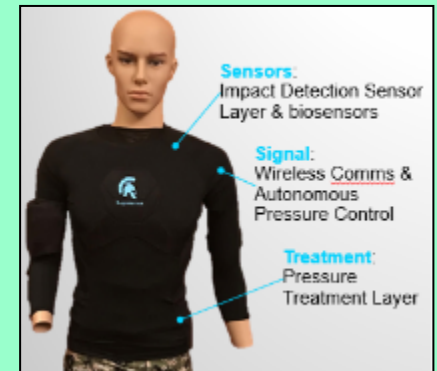 Sensors:
Impact Detection Sensor
Layer & biosensors
Signal:
Wireless Comms &
Autonomous
Pressure Control
Treatment:
Pressure
Treatment Layer